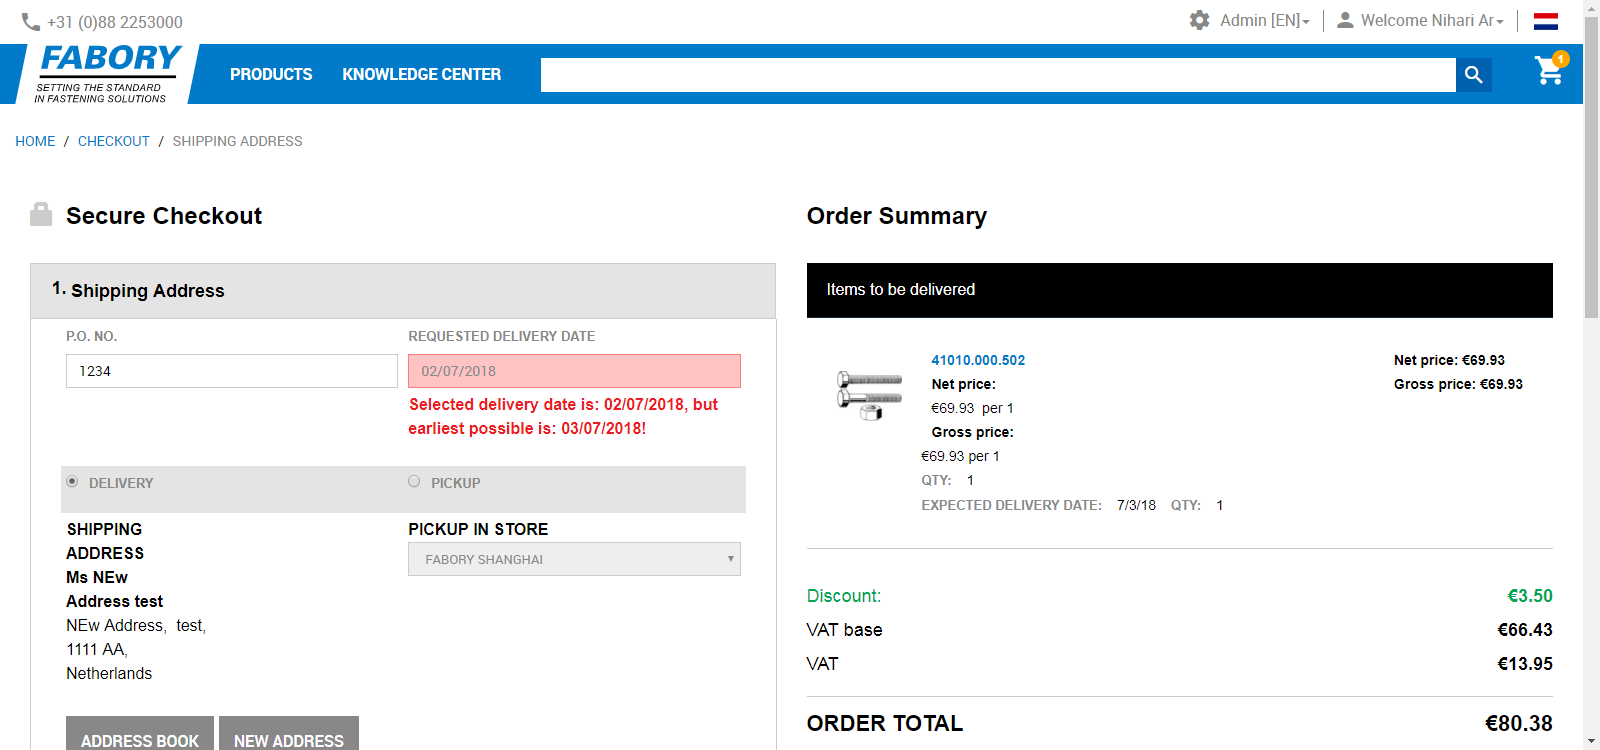 +31 (0)88 2253000
Admin [EN]
Welcome Nihari Ar
FABORY
SETTING THE STANDARD
IN FASTENING SOLUTIONS
PRODUCTS
KNOWLEDGE CENTER
1
HOME / CHECKOUT / SHIPPING ADDRESS
Secure Checkout
1. Shipping Address
P.O. NO.
REQUESTED DELIVERY DATE
1234
02/07/2018
Selected delivery date is: 02/07/2018, but
earliest possible is: 03/07/2018!
DELIVERY
PICKUP
SHIPPING
ADDRESS
Ms NEw
Address test
NEw Address, test,
1111 AA,
Netherlands
PICKUP IN STORE
FABORY SHANGHAI
ADDRESS BOOK
NEW ADDRESS
Order Summary
Items to be delivered
41010.000.502
Net price:
€69.93 per 1
Gross price:
€69.93 per 1
QTY: 1
EXPECTED DELIVERY DATE: 7/3/18 QTY: 1
Net price: €69.93
Gross price: €69.93
Discount: €3.50
VAT base €66.43
VAT €13.95
ORDER TOTAL €80.38